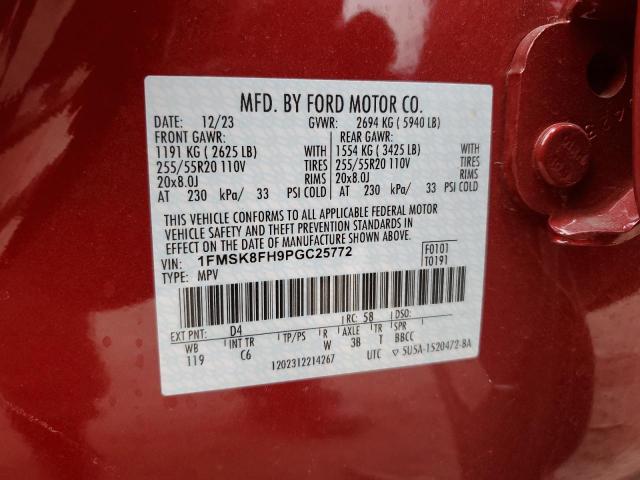 MFD. BY FORD MOTOR CO.
DATE: 12/23 GVWR: 2694 KG ( 5940 LB)
FRONT GAWR: REAR GAWR:
1191 KG ( 2625 LB) WITH 1554 KG ( 3425 LB) WITH
255/55R20 110V TIRES 255/55R20 110V TIRES
20x8.0J RIMS 20x8.0J RIMS
AT 230 kPa/ 33 PSI COLD AT 230 kPa/ 33 PSI COLD
THIS VEHICLE CONFORMS TO ALL APPLICABLE FEDERAL MOTOR
VEHICLE SAFETY AND THEFT PREVENTION STANDARDS IN
EFFECT ON THE DATE OF MANUFACTURE SHOWN ABOVE.
VIN: 1FMSK8FH9PGC25772 F0101
TYPE: MPV T0191
EXT PNT: D4 RC: 58 DSO:
WB INT TR TP/PS R AXLE TR SPR
119 C6 W 3B T BBCC
1202312214267 UTC 5U5A-1520472-BA